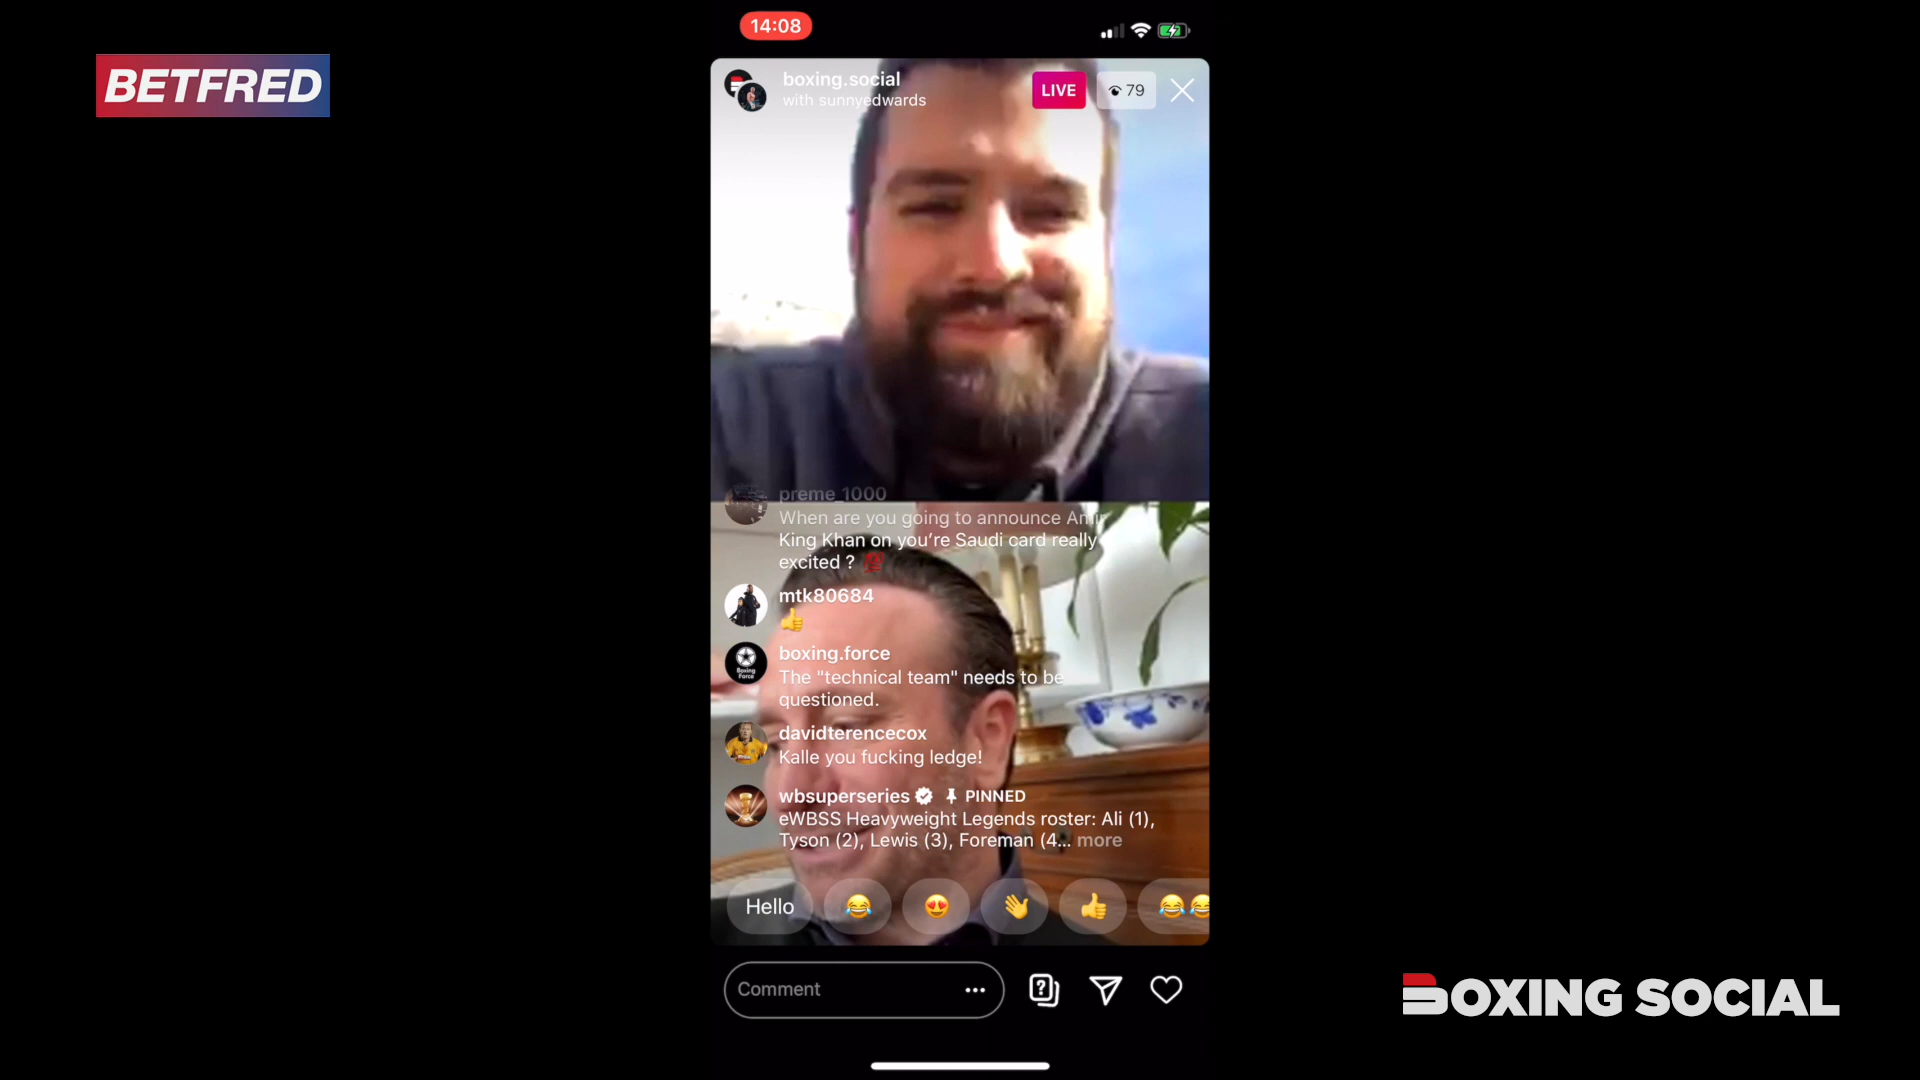 BETFRED
14:08
boxing.social
with sunnyedwards
LIVE
79
preme_1000
When are you going to announce Amir
King Khan on you're Saudi card really
excited ? 💯
mtk80684
👍
boxing.force
The "technical team" needs to be
questioned.
davidterencecox
Kalle you fucking ledge!
wbsuperseries PINNED
eWBSS Heavyweight Legends roster: Ali (1),
Tyson (2), Lewis (3), Foreman (4... more
Hello 😂 😍 👋 👍 😂😂
Comment
BOXING SOCIAL